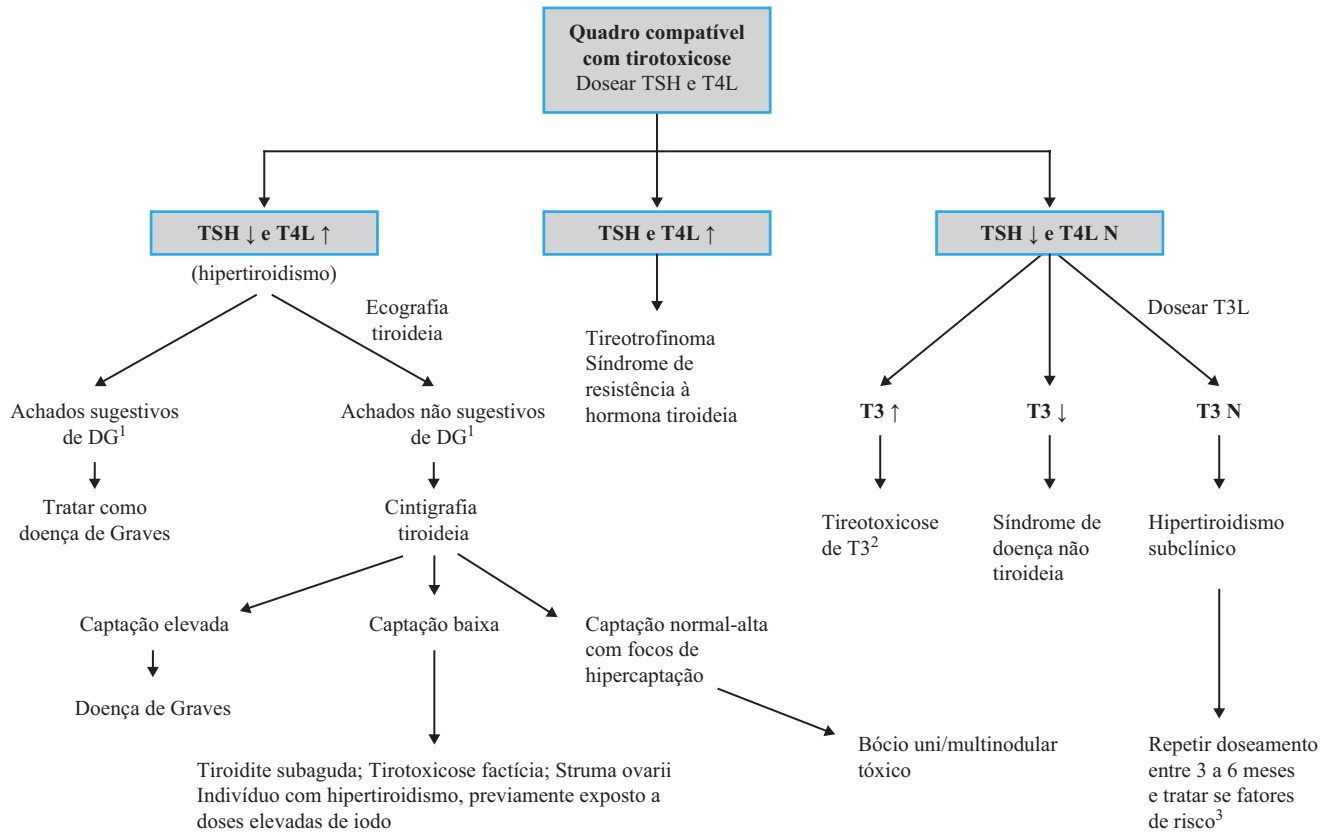 Quadro compatível
com tirotoxicose
Dosear TSH e T4L
TSH ↓ e T4L ↑
(hipertiroidismo)
TSH e T4L ↑
TSH ↓ e T4L N
Ecografia
tiroideia
Dosear T3L
Tireotrofinoma
Síndrome de
resistência à
hormona tiroideia
Achados sugestivos
de DG¹
Achados não sugestivos
de DG¹
T3 ↑
T3 ↓
T3 N
Tratar como
doença de Graves
Cintigrafia
tiroideia
Tireotoxicose
de T3²
Síndrome de
doença não
tiroideia
Hipertiroidismo
subclínico
Captação elevada
Captação baixa
Captação normal-alta
com focos de
hipercaptação
Doença de Graves
Tiroidite subaguda; Tirotoxicose factícia; Struma ovarii
Indivíduo com hipertiroidismo, previamente exposto a
doses elevadas de iodo
Bócio uni/multinodular
tóxico
Repetir doseamento
entre 3 a 6 meses
e tratar se fatores
de risco³